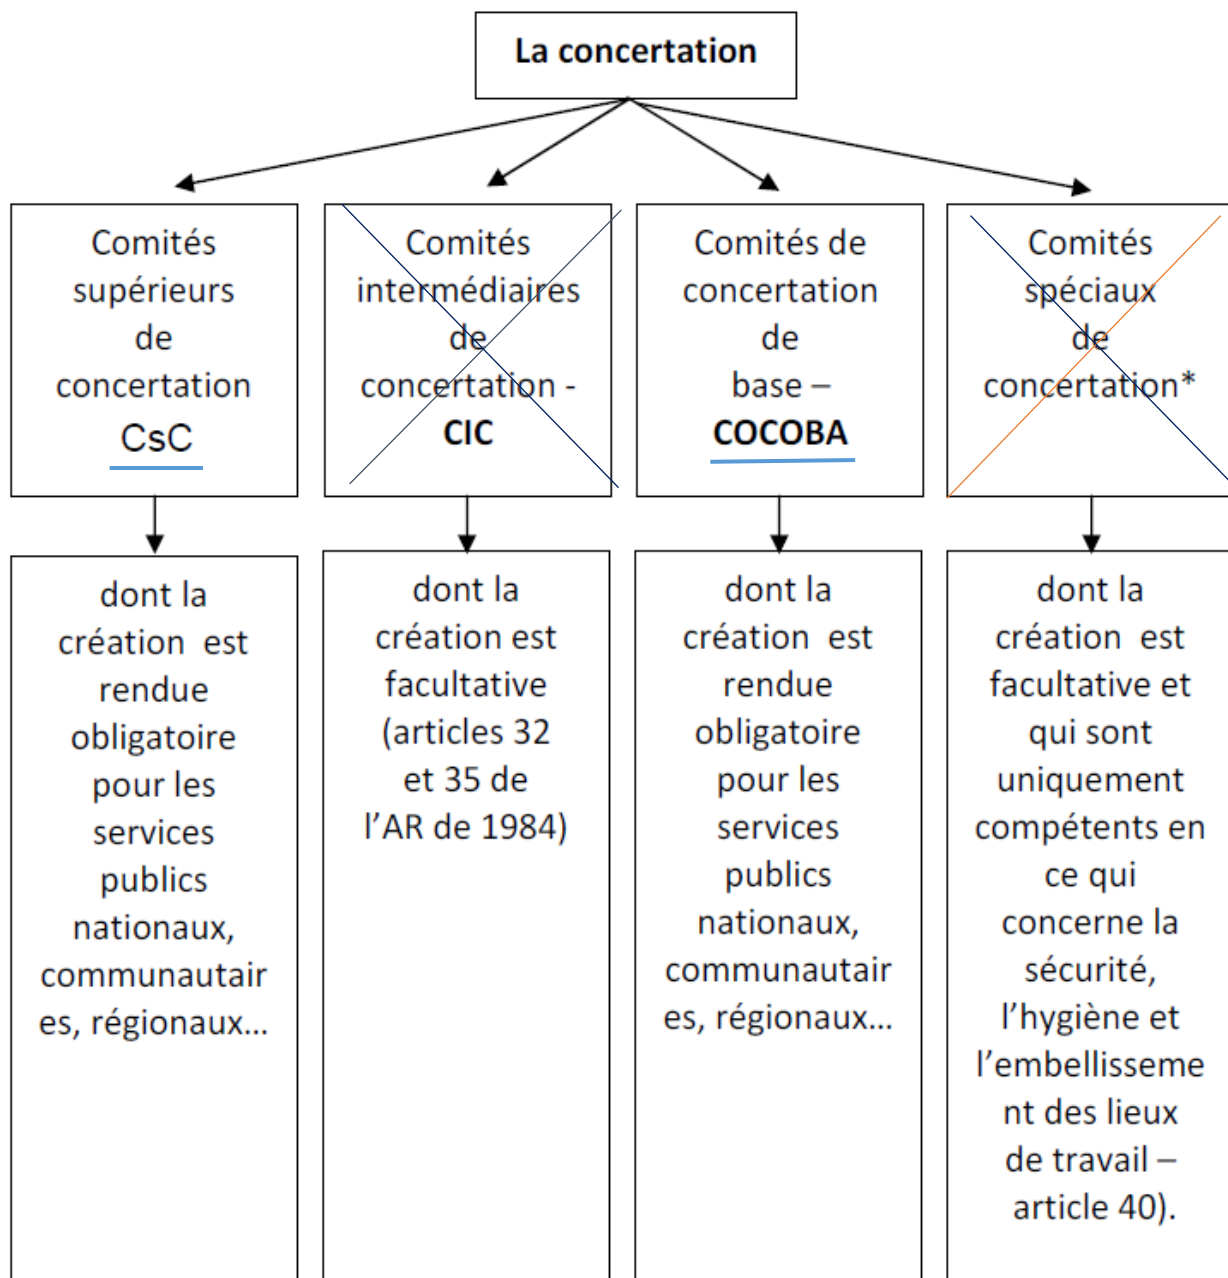 La concertation
Comités
supérieurs
de
concertation
CsC
Comités
intermédiaires
de
concertation -
CIC
Comités de
concertation
de
base –
COCOBA
Comités
spéciaux
de
concertation*
dont la
création est
rendue
obligatoire
pour les
services
publics
nationaux,
communautair
es, régionaux...
dont la
création est
facultative
(articles 32
et 35 de
l’AR de 1984)
dont la
création est
rendue
obligatoire
pour les
services
publics
nationaux,
communautair
es, régionaux...
dont la
création est
facultative et
qui sont
uniquement
compétents en
ce qui
concerne la
sécurité,
l’hygiène et
l’embellisseme
nt des lieux
de travail –
article 40).